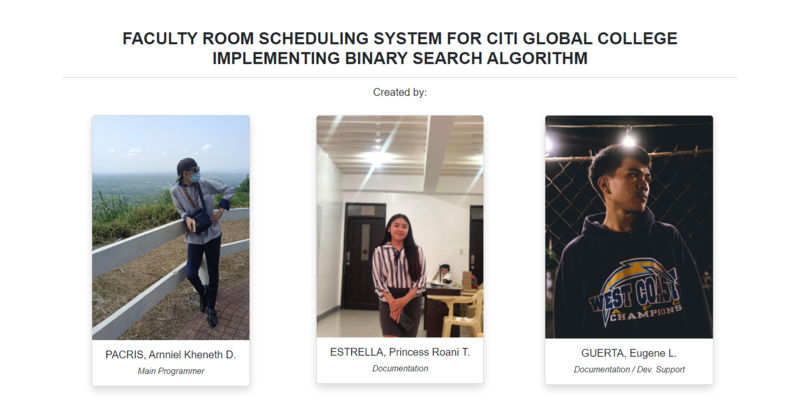 FACULTY ROOM SCHEDULING SYSTEM FOR CITI GLOBAL COLLEGE
IMPLEMENTING BINARY SEARCH ALGORITHM
Created by:
WEST COAST
CHAMPIONS
PACRIS, Arnniel Kheneth D.
Main Programmer
ESTRELLA, Princess Roani T.
Documentation
GUERTA, Eugene L.
Documentation / Dev. Support